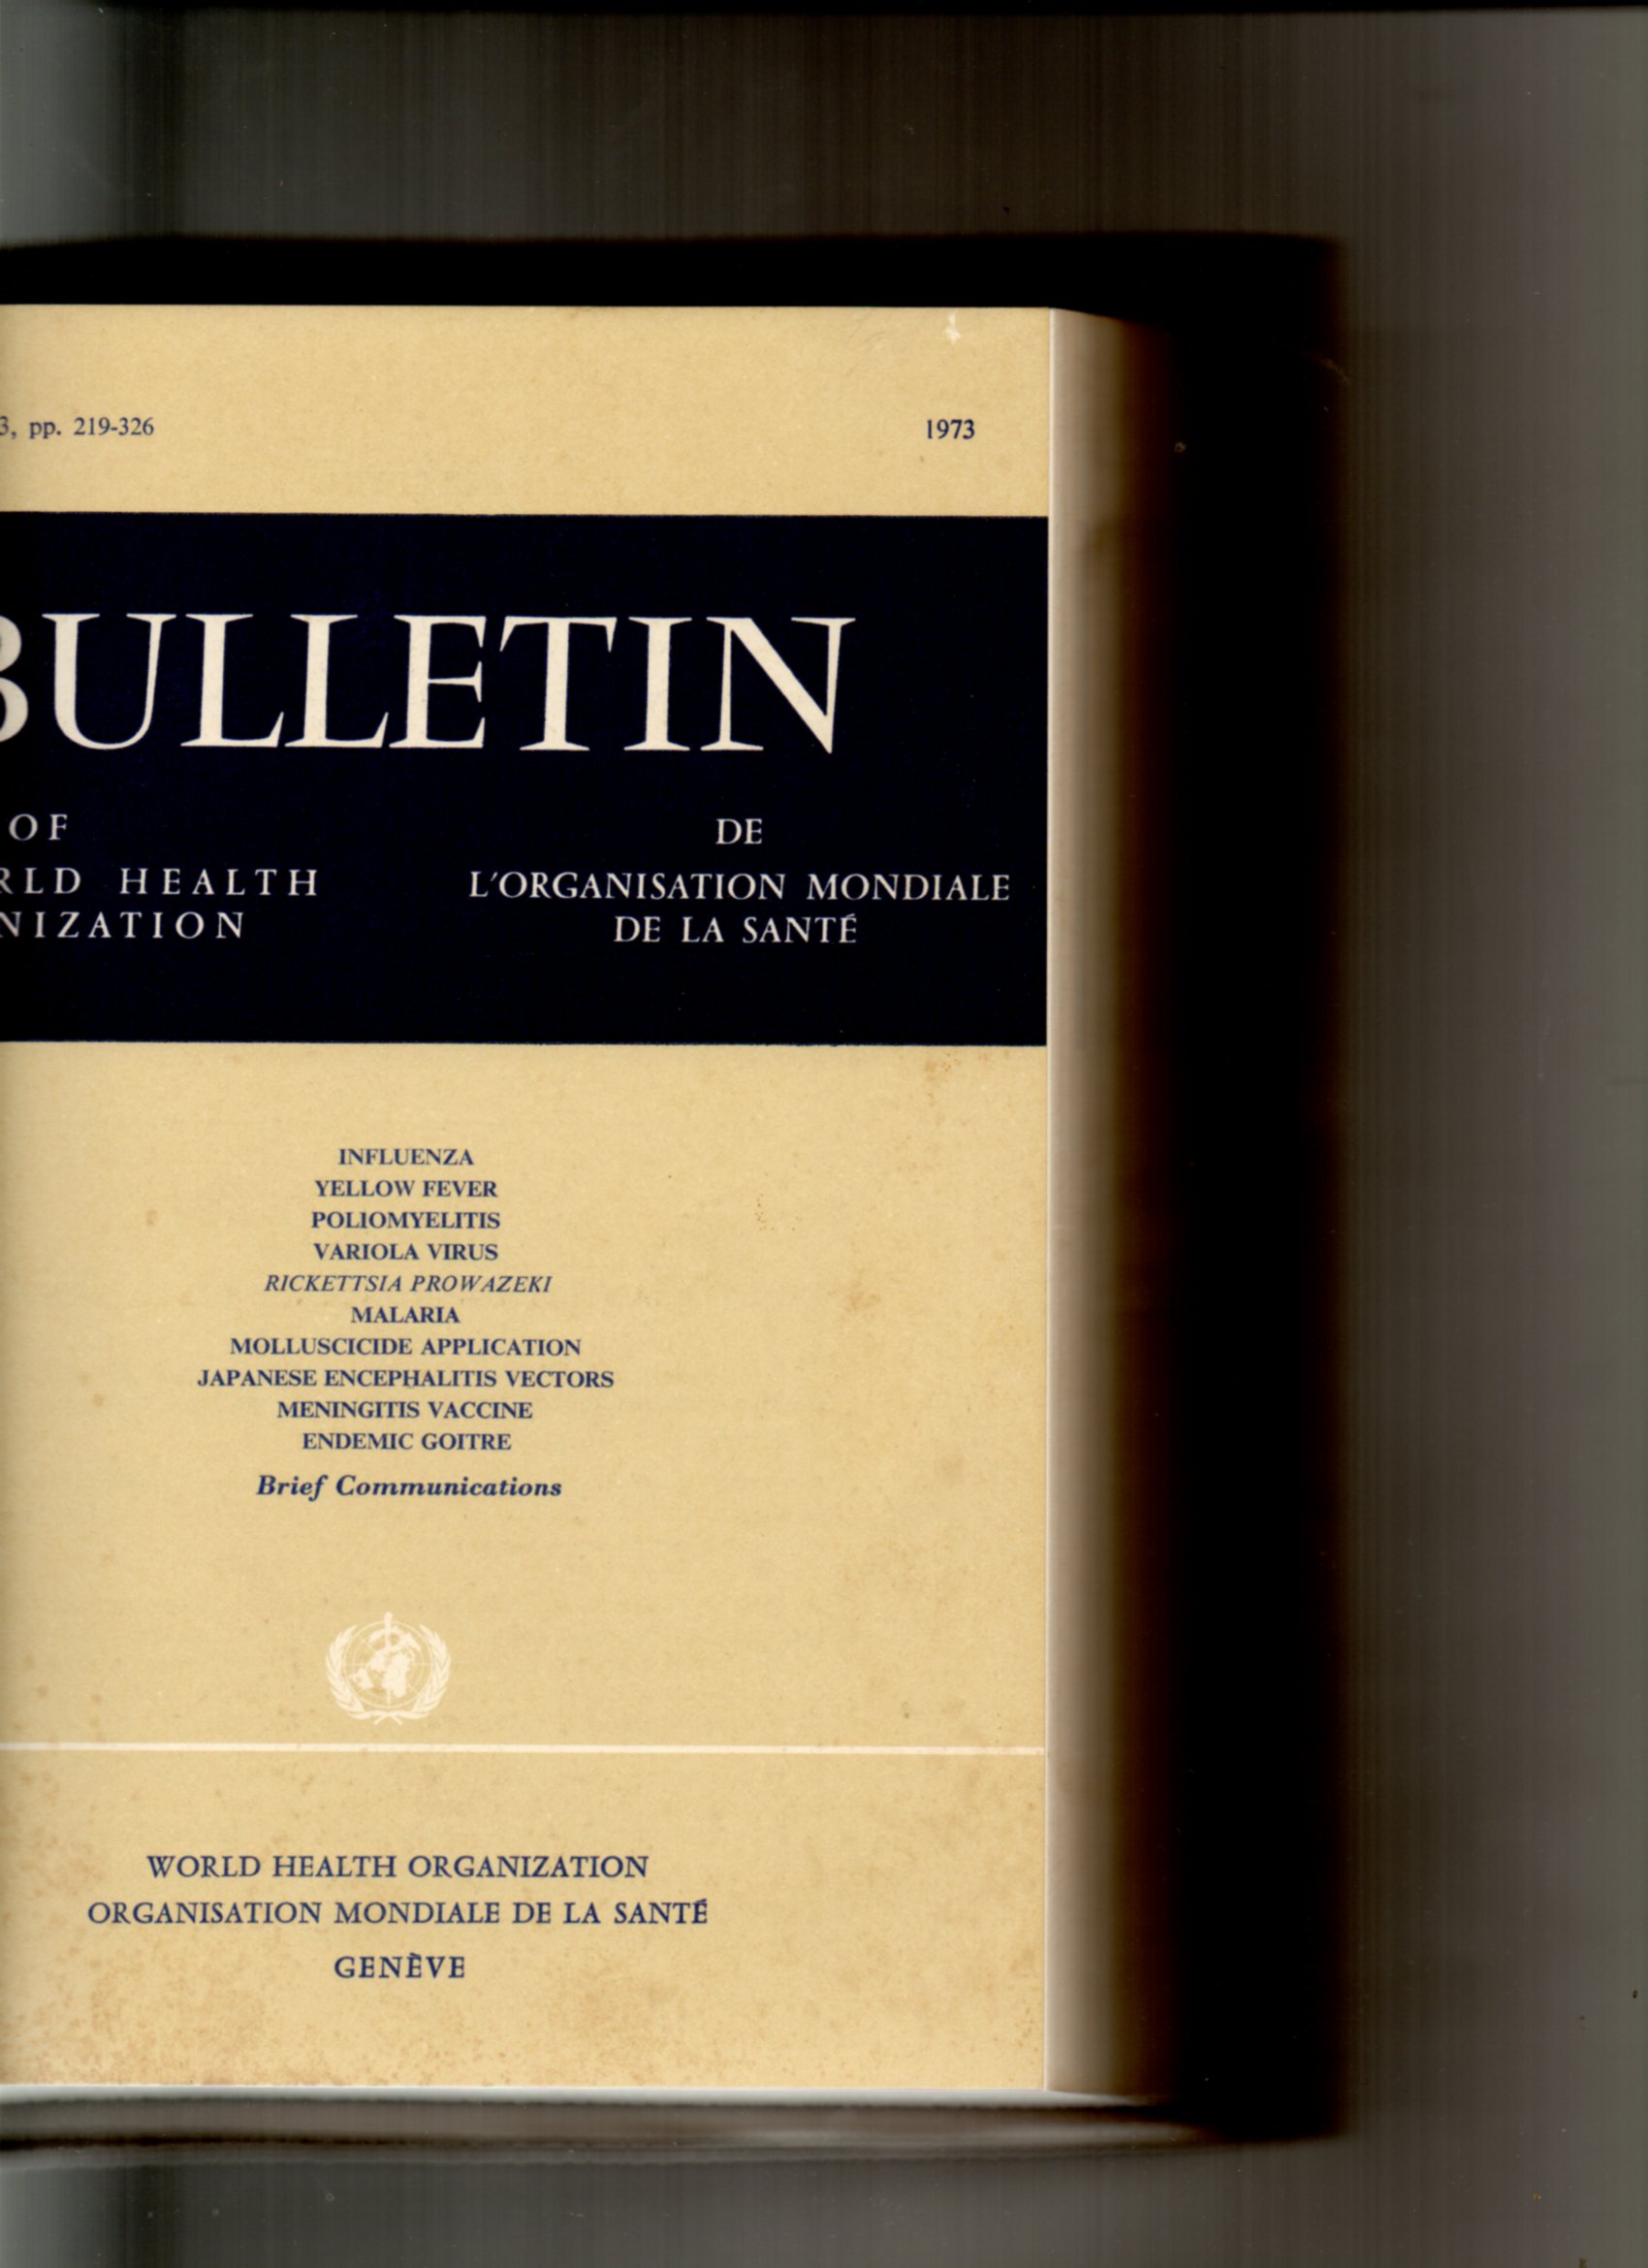 3, pp. 219-326 1973
BULLETIN
OF
RLD HEALTH
NIZATION
DE
L'ORGANISATION MONDIALE
DE LA SANTÉ
INFLUENZA
YELLOW FEVER
POLIOMYELITIS
VARIOLA VIRUS
RICKETTSIA PROWAZEKI
MALARIA
MOLLUSCICIDE APPLICATION
JAPANESE ENCEPHALITIS VECTORS
MENINGITIS VACCINE
ENDEMIC GOITRE
Brief Communications
WORLD HEALTH ORGANIZATION
ORGANISATION MONDIALE DE LA SANTÉ
GENÈVE